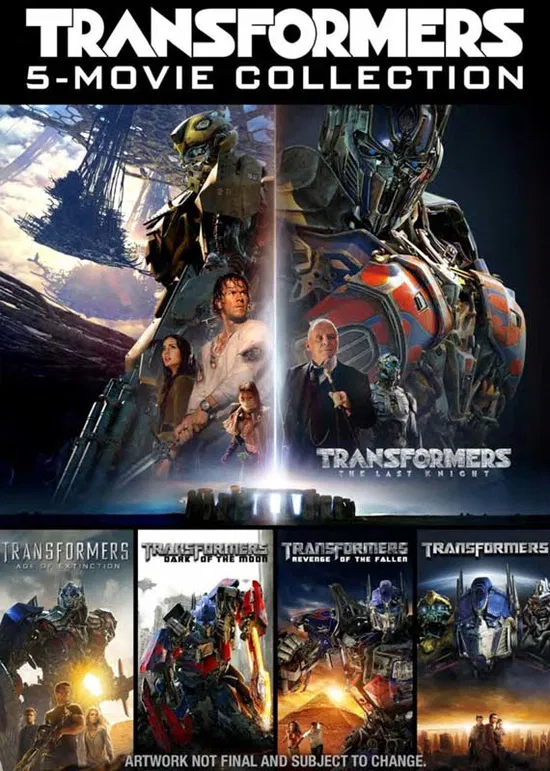 TRANSFORMERS
5-MOVIE COLLECTION
TRANSFORMERS
THE LAST KNIGHT
TRANSFORMERS
AGE OF EXTINCTION
TRANSFORMERS
DARK OF THE MOON
TRANSFORMERS
REVENGE OF THE FALLEN
TRANSFORMERS
ARTWORK NOT FINAL AND SUBJECT TO CHANGE.